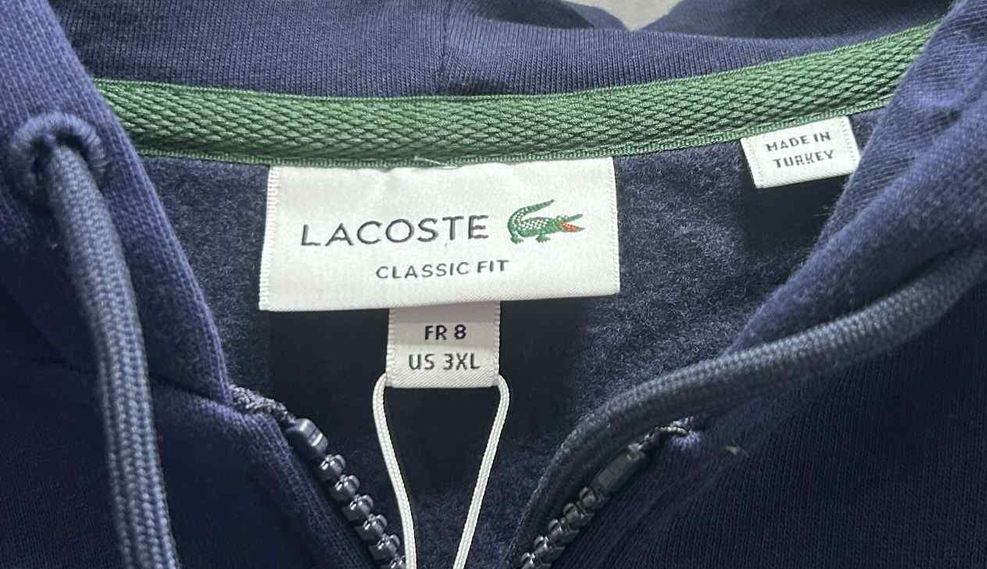 MADE IN
TURKEY
LACOSTE
CLASSIC FIT
FR 8
US 3XL